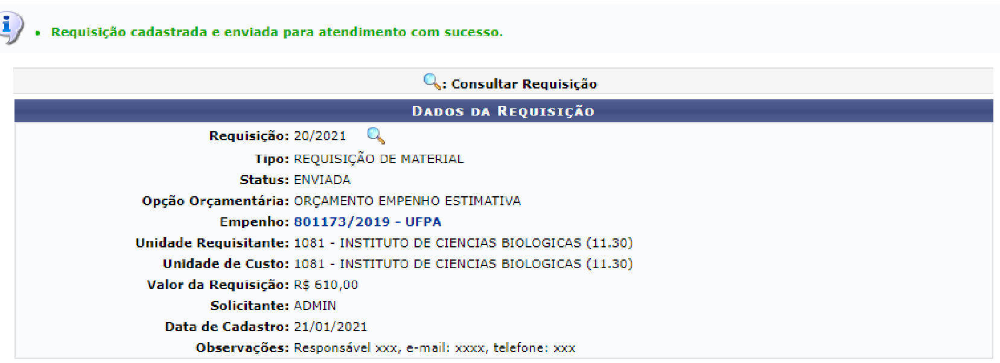 Requisição cadastrada e enviada para atendimento com sucesso.
: Consultar Requisição
Dados da Requisição
Requisição: 20/2021
Tipo: REQUISIÇÃO DE MATERIAL
Status: ENVIADA
Opção Orçamentária: ORÇAMENTO EMPENHO ESTIMATIVA
Empenho: 801173/2019 - UFPA
Unidade Requisitante: 1081 - INSTITUTO DE CIENCIAS BIOLOGICAS (11.30)
Unidade de Custo: 1081 - INSTITUTO DE CIENCIAS BIOLOGICAS (11.30)
Valor da Requisição: R$ 610,00
Solicitante: ADMIN
Data de Cadastro: 21/01/2021
Observações: Responsável xxx, e-mail: xxxx, telefone: xxx